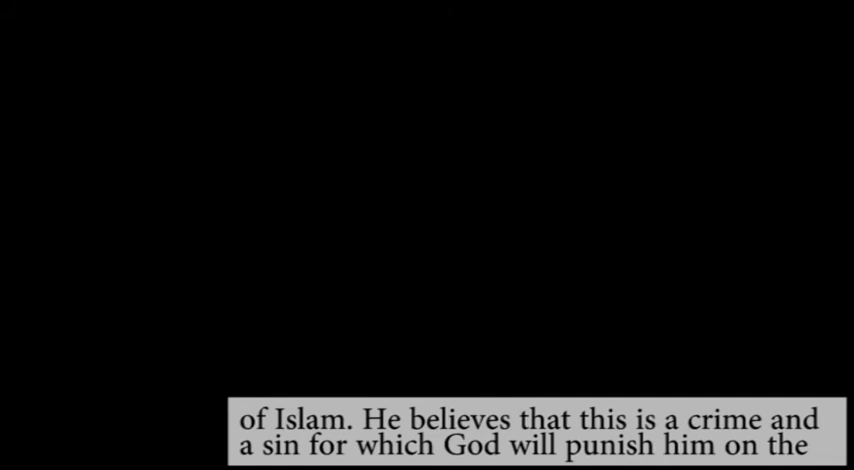 of Islam. He believes that this is a crime and
a sin for which God will punish him on the